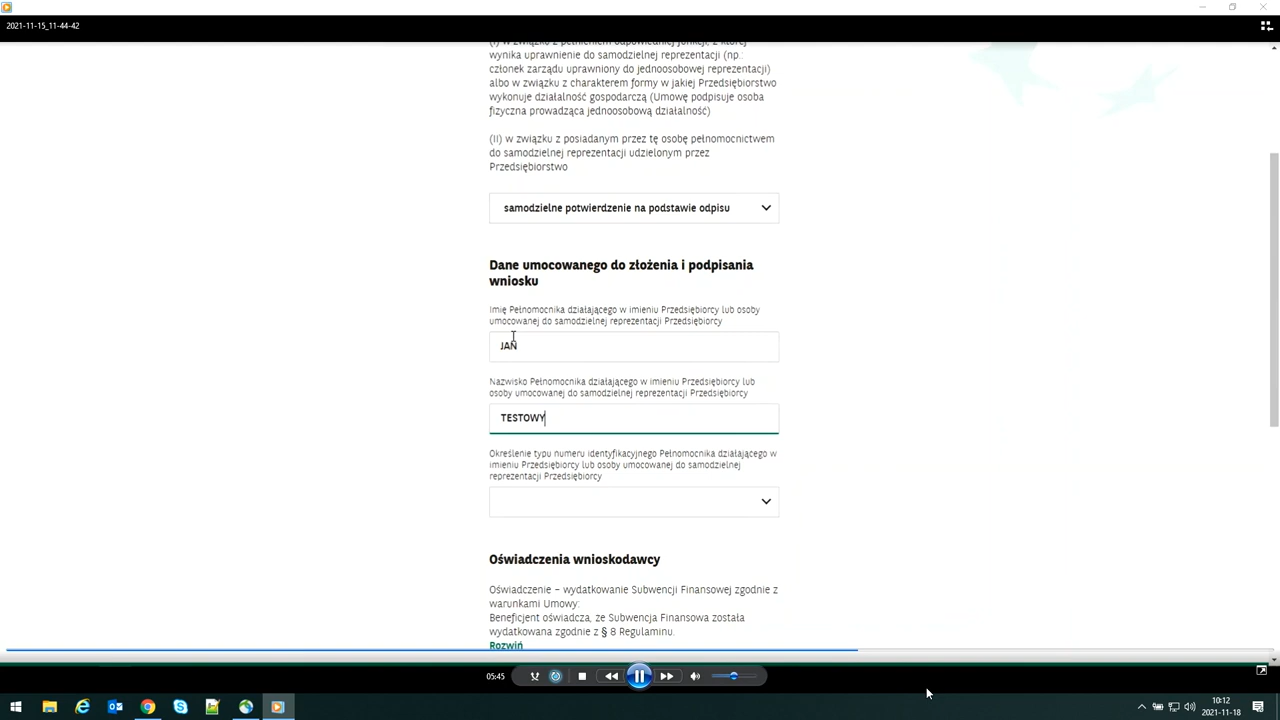 2021-11-15_11-44-42
(I) w związku z pełnieniem odpowiedniej funkcji, z której
wynika uprawnienie do samodzielnej reprezentacji (np.:
członek zarządu uprawniony do jednoosobowej reprezentacji)
albo w związku z charakterem formy w jakiej Przedsiębiorstwo
wykonuje działalność gospodarczą (Umowę podpisuje osoba
fizyczna prowadząca jednoosobową działalność)
(II) w związku z posiadanym przez tę osobę pełnomocnictwem
do samodzielnej reprezentacji udzielonym przez
Przedsiębiorstwo
samodzielne potwierdzenie na podstawie odpisu
Dane umocowanego do złożenia i podpisania
wniosku
Imię Pełnomocnika działającego w imieniu Przedsiębiorcy lub osoby
umocowanej do samodzielnej reprezentacji Przedsiębiorcy
JAN
Nazwisko Pełnomocnika działającego w imieniu Przedsiębiorcy lub
osoby umocowanej do samodzielnej reprezentacji Przedsiębiorcy
TESTOWY
Określenie typu numeru identyfikacyjnego Pełnomocnika działającego w
imieniu Przedsiębiorcy lub osoby umocowanej do samodzielnej
reprezentacji Przedsiębiorcy
Oświadczenia wnioskodawcy
Oświadczenie – wydatkowanie Subwencji Finansowej zgodnie z
warunkami Umowy:
Beneficjent oświadcza, że Subwencja Finansowa została
wydatkowana zgodnie z § 8 Regulaminu.
Rozwiń
05:45
10:12
2021-11-18